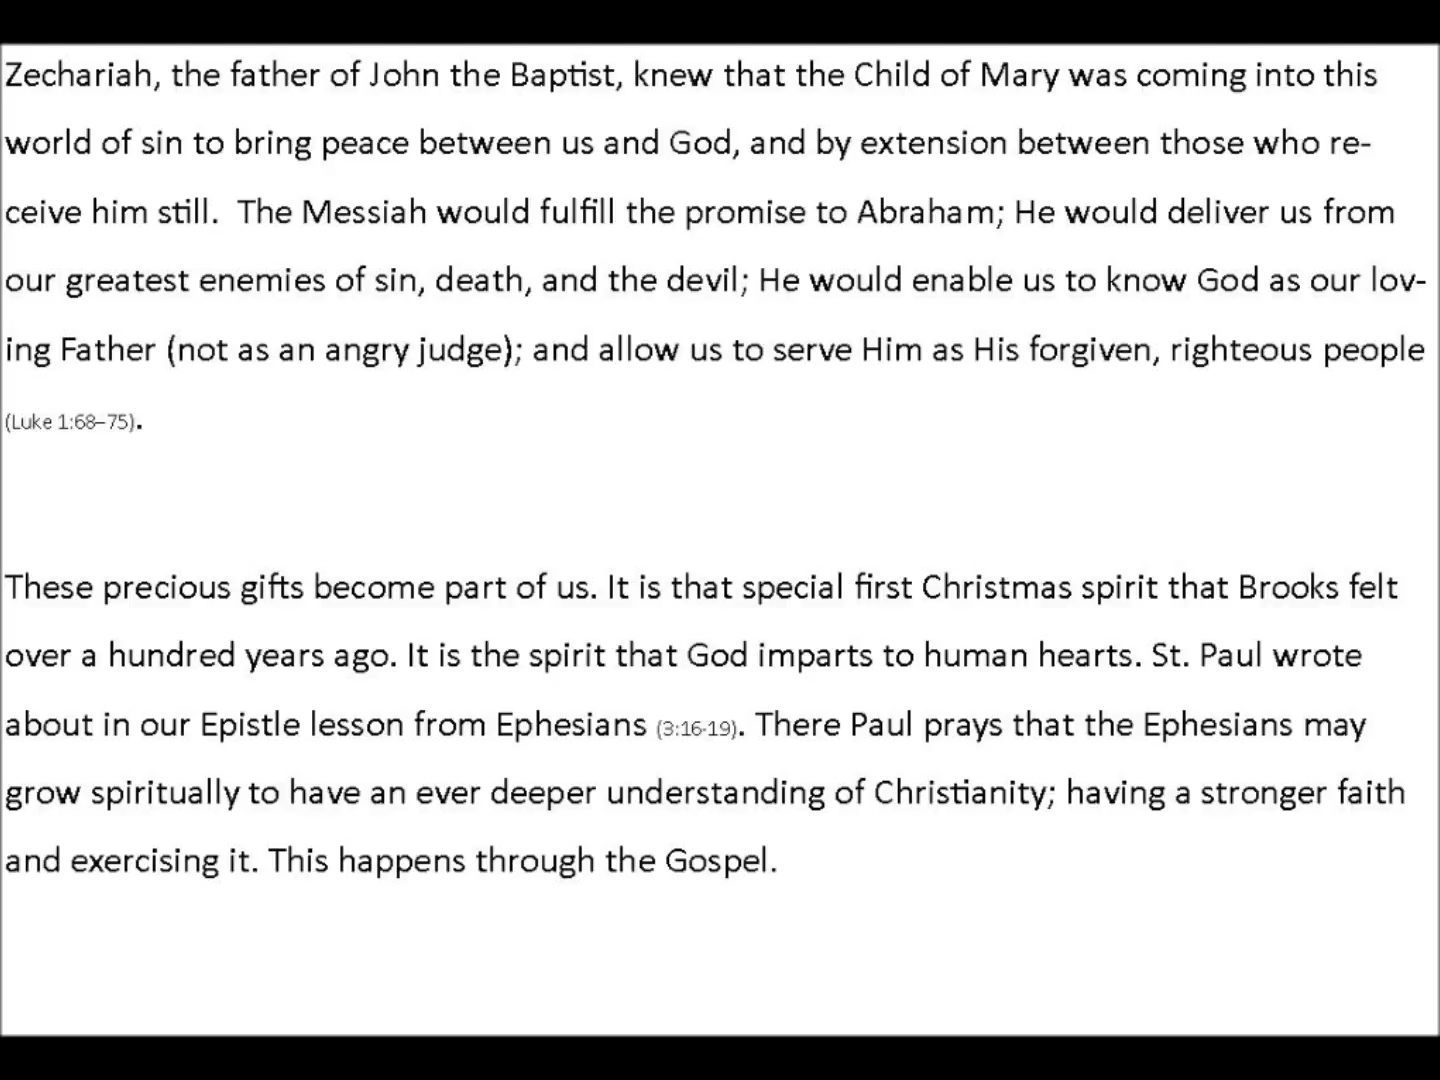 Zechariah, the father of John the Baptist, knew that the Child of Mary was coming into this
world of sin to bring peace between us and God, and by extension between those who re-
ceive him still.  The Messiah would fulfill the promise to Abraham; He would deliver us from
our greatest enemies of sin, death, and the devil; He would enable us to know God as our lov-
ing Father (not as an angry judge); and allow us to serve Him as His forgiven, righteous people
(Luke 1:68–75).
These precious gifts become part of us. It is that special first Christmas spirit that Brooks felt
over a hundred years ago. It is the spirit that God imparts to human hearts. St. Paul wrote
about in our Epistle lesson from Ephesians (3:16-19). There Paul prays that the Ephesians may
grow spiritually to have an ever deeper understanding of Christianity; having a stronger faith
and exercising it. This happens through the Gospel.